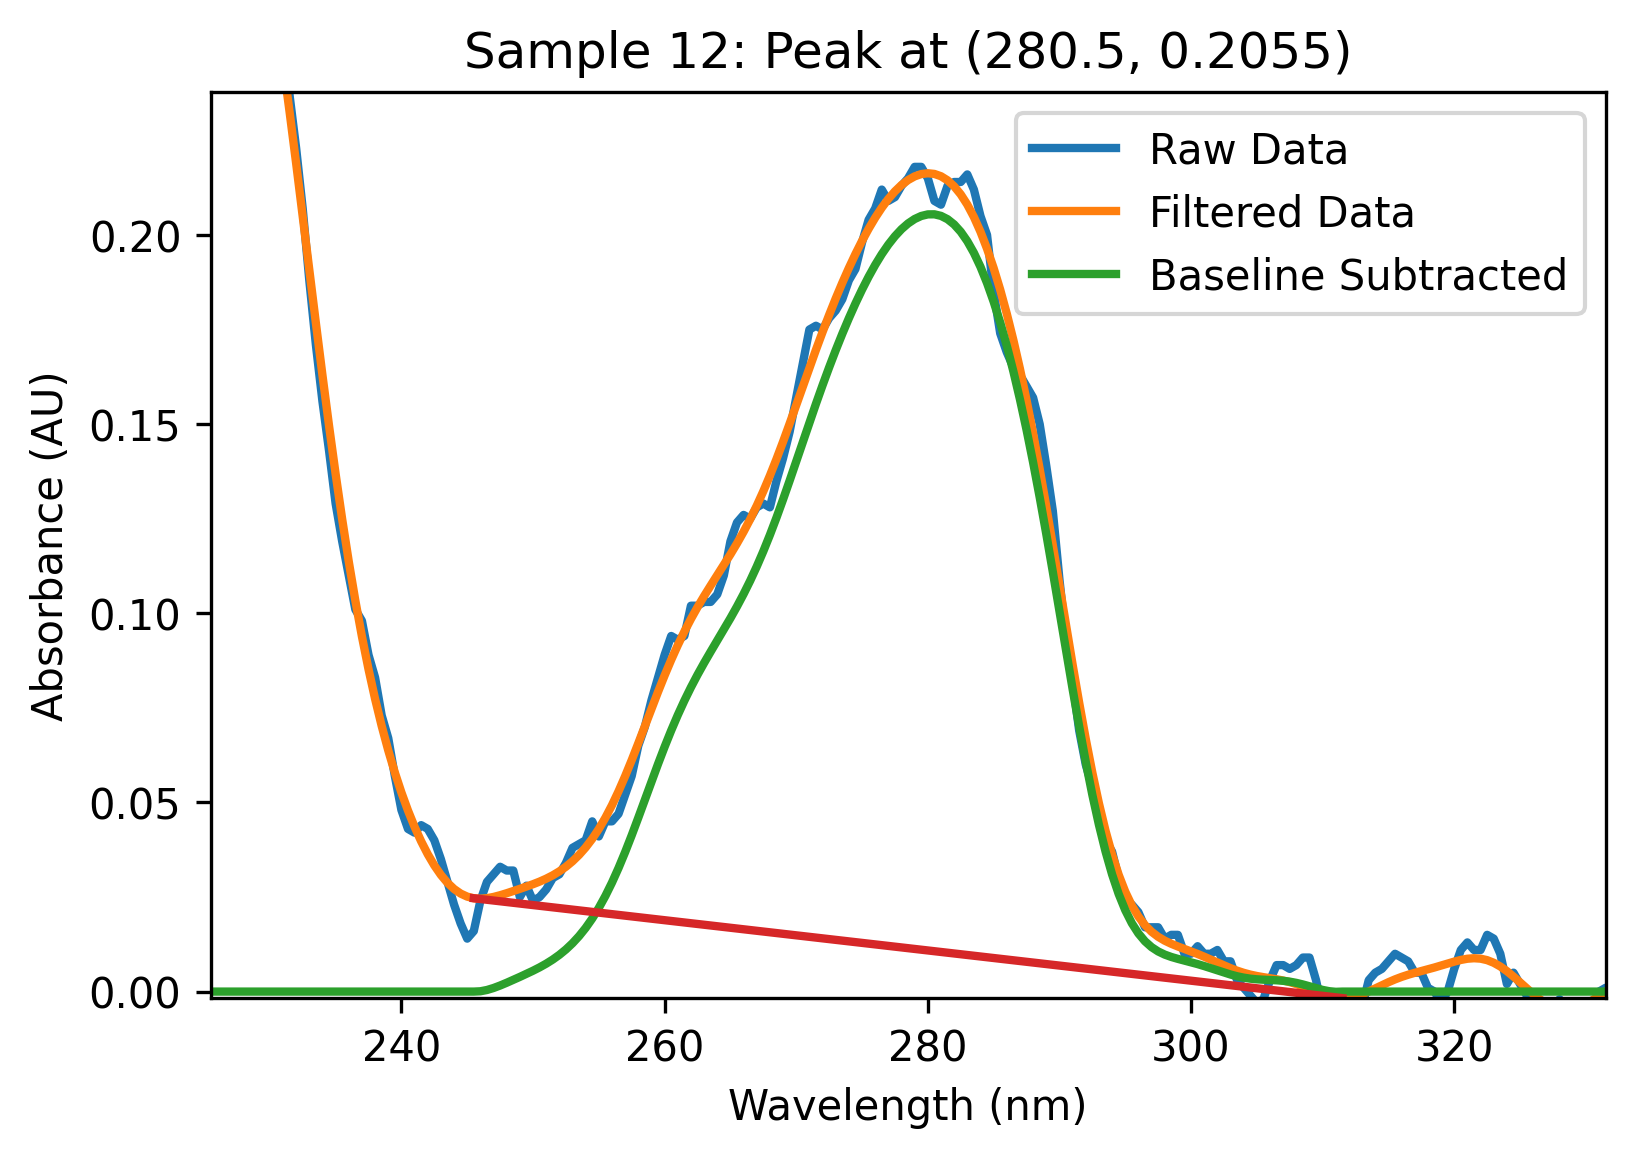 Sample 12: Peak at (280.5, 0.2055)
Raw Data
Filtered Data
Baseline Subtracted
Absorbance (AU)
0.20
0.15
0.10
0.05
0.00
240 260 280 300 320
Wavelength (nm)